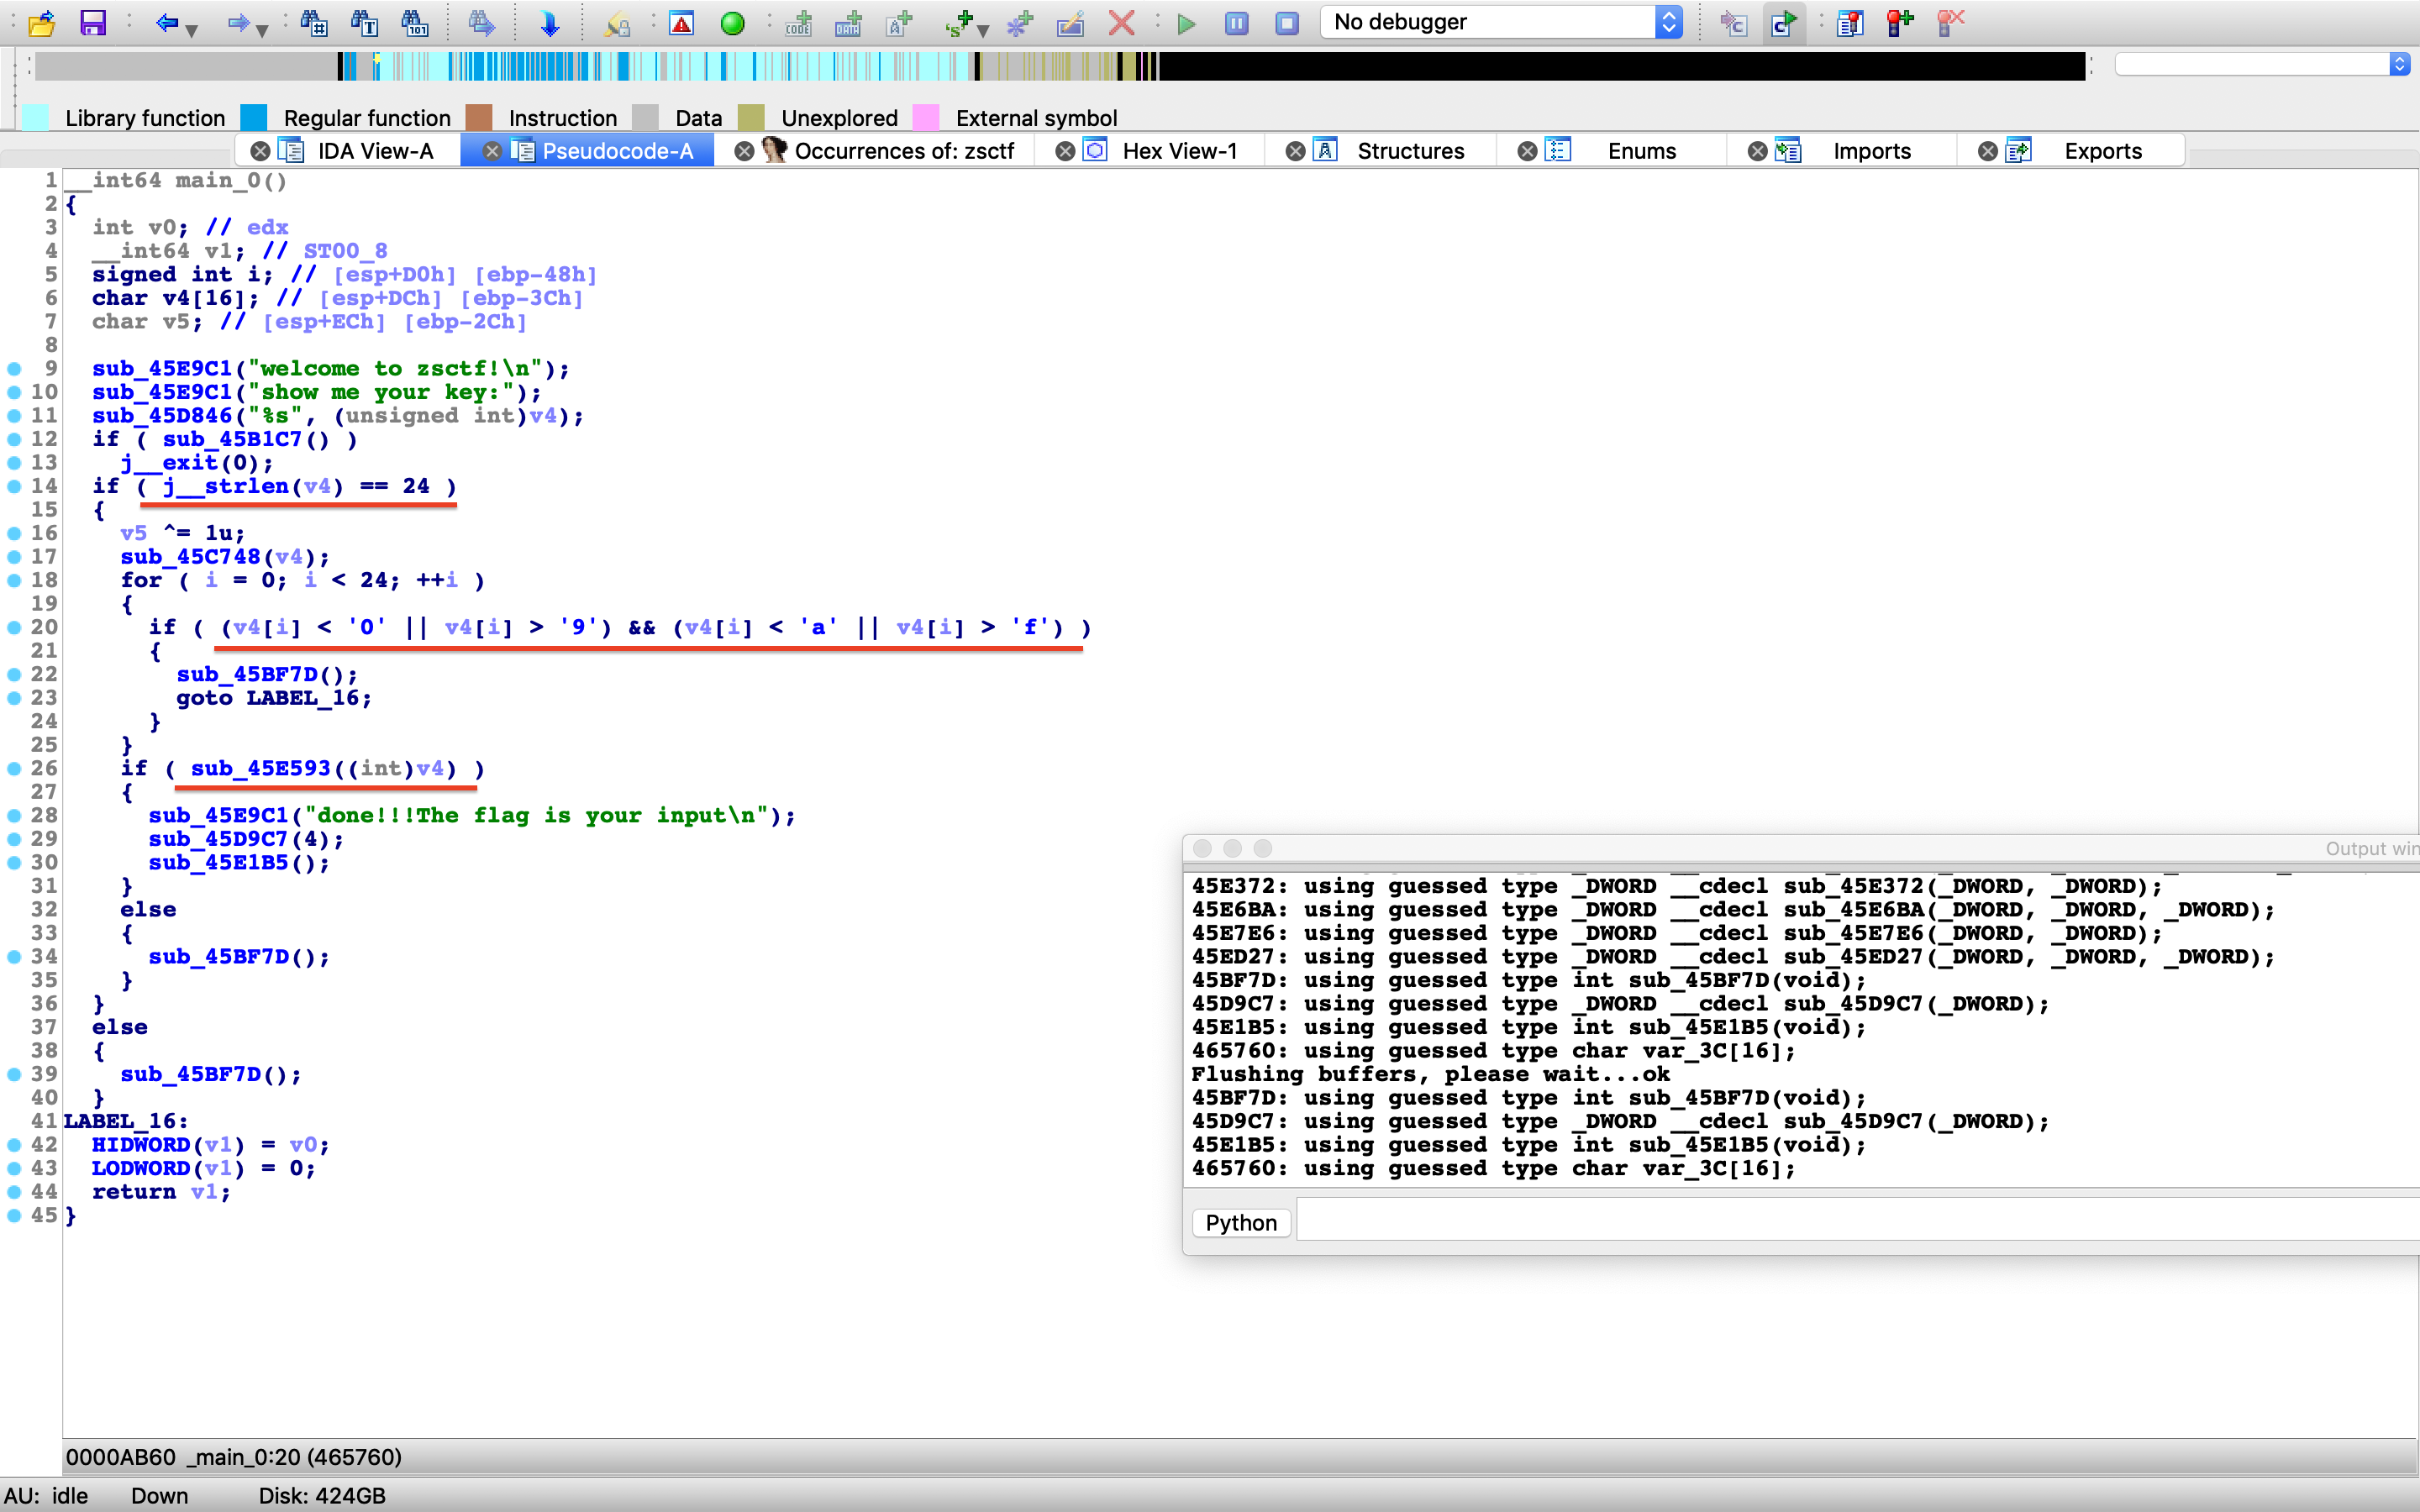 No debugger
Library function Regular function Instruction Data Unexplored External symbol
IDA View-A Pseudocode-A Occurrences of: zsctf Hex View-1 Structures Enums Imports Exports
1 __int64 main_0()
2 {
3 int v0; // edx
4 __int64 v1; // ST00_8
5 signed int i; // [esp+D0h] [ebp-48h]
6 char v4[16]; // [esp+DCh] [ebp-3Ch]
7 char v5; // [esp+ECh] [ebp-2Ch]
8
9 sub_45E9C1("welcome to zsctf!\n");
10 sub_45E9C1("show me your key:");
11 sub_45D846("%s", (unsigned int)v4);
12 if ( sub_45B1C7() )
13 j__exit(0);
14 if ( j__strlen(v4) == 24 )
15 {
16 v5 ^= 1u;
17 sub_45C748(v4);
18 for ( i = 0; i < 24; ++i )
19 {
20 if ( (v4[i] < '0' || v4[i] > '9') && (v4[i] < 'a' || v4[i] > 'f') )
21 {
22 sub_45BF7D();
23 goto LABEL_16;
24 }
25 }
26 if ( sub_45E593((int)v4) )
27 {
28 sub_45E9C1("done!!!The flag is your input\n");
29 sub_45D9C7(4);
30 sub_45E1B5();
31 }
32 else
33 {
34 sub_45BF7D();
35 }
36 }
37 else
38 {
39 sub_45BF7D();
40 }
41 LABEL_16:
42 HIDWORD(v1) = v0;
43 LODWORD(v1) = 0;
44 return v1;
45 }
Output win
45E372: using guessed type _DWORD __cdecl sub_45E372(_DWORD, _DWORD);
45E6BA: using guessed type _DWORD __cdecl sub_45E6BA(_DWORD, _DWORD, _DWORD);
45E7E6: using guessed type _DWORD __cdecl sub_45E7E6(_DWORD, _DWORD);
45ED27: using guessed type _DWORD __cdecl sub_45ED27(_DWORD, _DWORD, _DWORD);
45BF7D: using guessed type int sub_45BF7D(void);
45D9C7: using guessed type _DWORD __cdecl sub_45D9C7(_DWORD);
45E1B5: using guessed type int sub_45E1B5(void);
465760: using guessed type char var_3C[16];
Flushing buffers, please wait...ok
45BF7D: using guessed type int sub_45BF7D(void);
45D9C7: using guessed type _DWORD __cdecl sub_45D9C7(_DWORD);
45E1B5: using guessed type int sub_45E1B5(void);
465760: using guessed type char var_3C[16];
Python
0000AB60 _main_0:20 (465760)
AU: idle Down Disk: 424GB